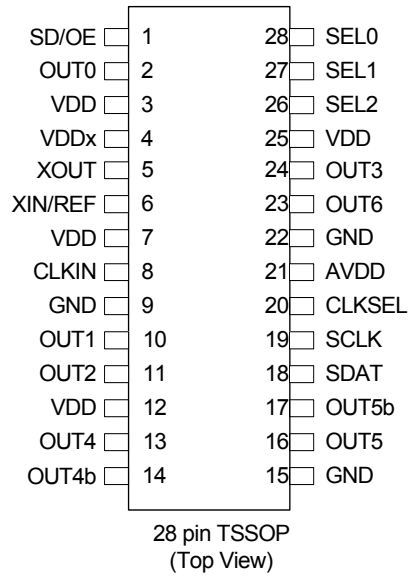 SD/OE 1 28 SEL0
OUT0 2 27 SEL1
VDD 3 26 SEL2
VDDx 4 25 VDD
XOUT 5 24 OUT3
XIN/REF 6 23 OUT6
VDD 7 22 GND
CLKIN 8 21 AVDD
GND 9 20 CLKSEL
OUT1 10 19 SCLK
OUT2 11 18 SDAT
VDD 12 17 OUT5b
OUT4 13 16 OUT5
OUT4b 14 15 GND
28 pin TSSOP
(Top View)